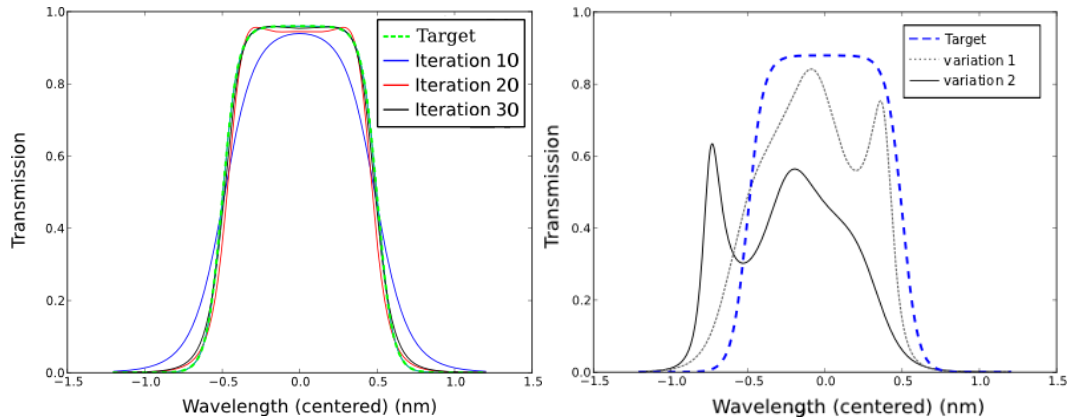 1.0
0.8
0.6
0.4
0.2
0.0
−1.5
−1.0
−0.5
0.0
0.5
1.0
1.5
Transmission
Wavelength (centered) (nm)
Target
Iteration 10
Iteration 20
Iteration 30
1.0
0.8
0.6
0.4
0.2
0.0
−1.5
−1.0
−0.5
0.0
0.5
1.0
1.5
Transmission
Wavelength (centered) (nm)
Target
variation 1
variation 2